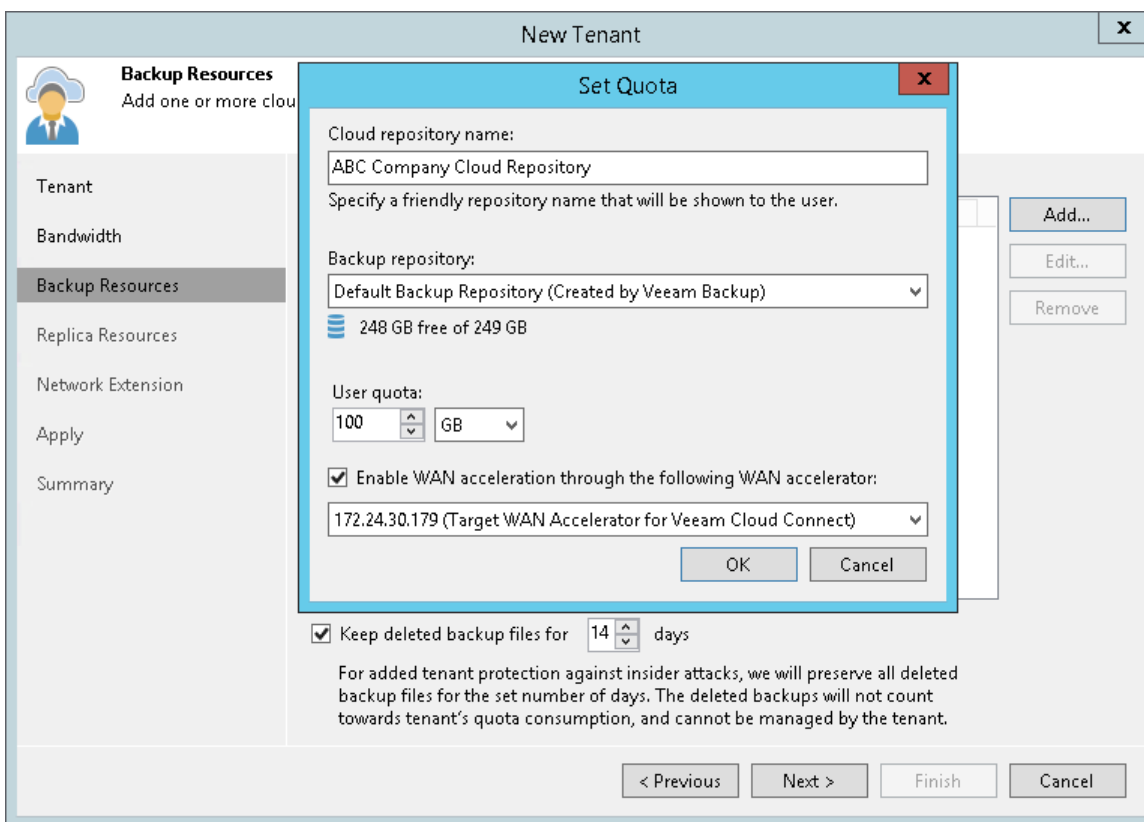 New Tenant
x
Backup Resources
Add one or more clou
Set Quota
x
Cloud repository name:
ABC Company Cloud Repository
Specify a friendly repository name that will be shown to the user.
Backup repository:
Default Backup Repository (Created by Veeam Backup)
248 GB free of 249 GB
User quota:
100 GB
Enable WAN acceleration through the following WAN accelerator:
172.24.30.179 (Target WAN Accelerator for Veeam Cloud Connect)
OK Cancel
Tenant
Bandwidth
Backup Resources
Replica Resources
Network Extension
Apply
Summary
Add...
Edit...
Remove
Keep deleted backup files for 14 days
For added tenant protection against insider attacks, we will preserve all deleted
backup files for the set number of days. The deleted backups will not count
towards tenant's quota consumption, and cannot be managed by the tenant.
< Previous Next > Finish Cancel